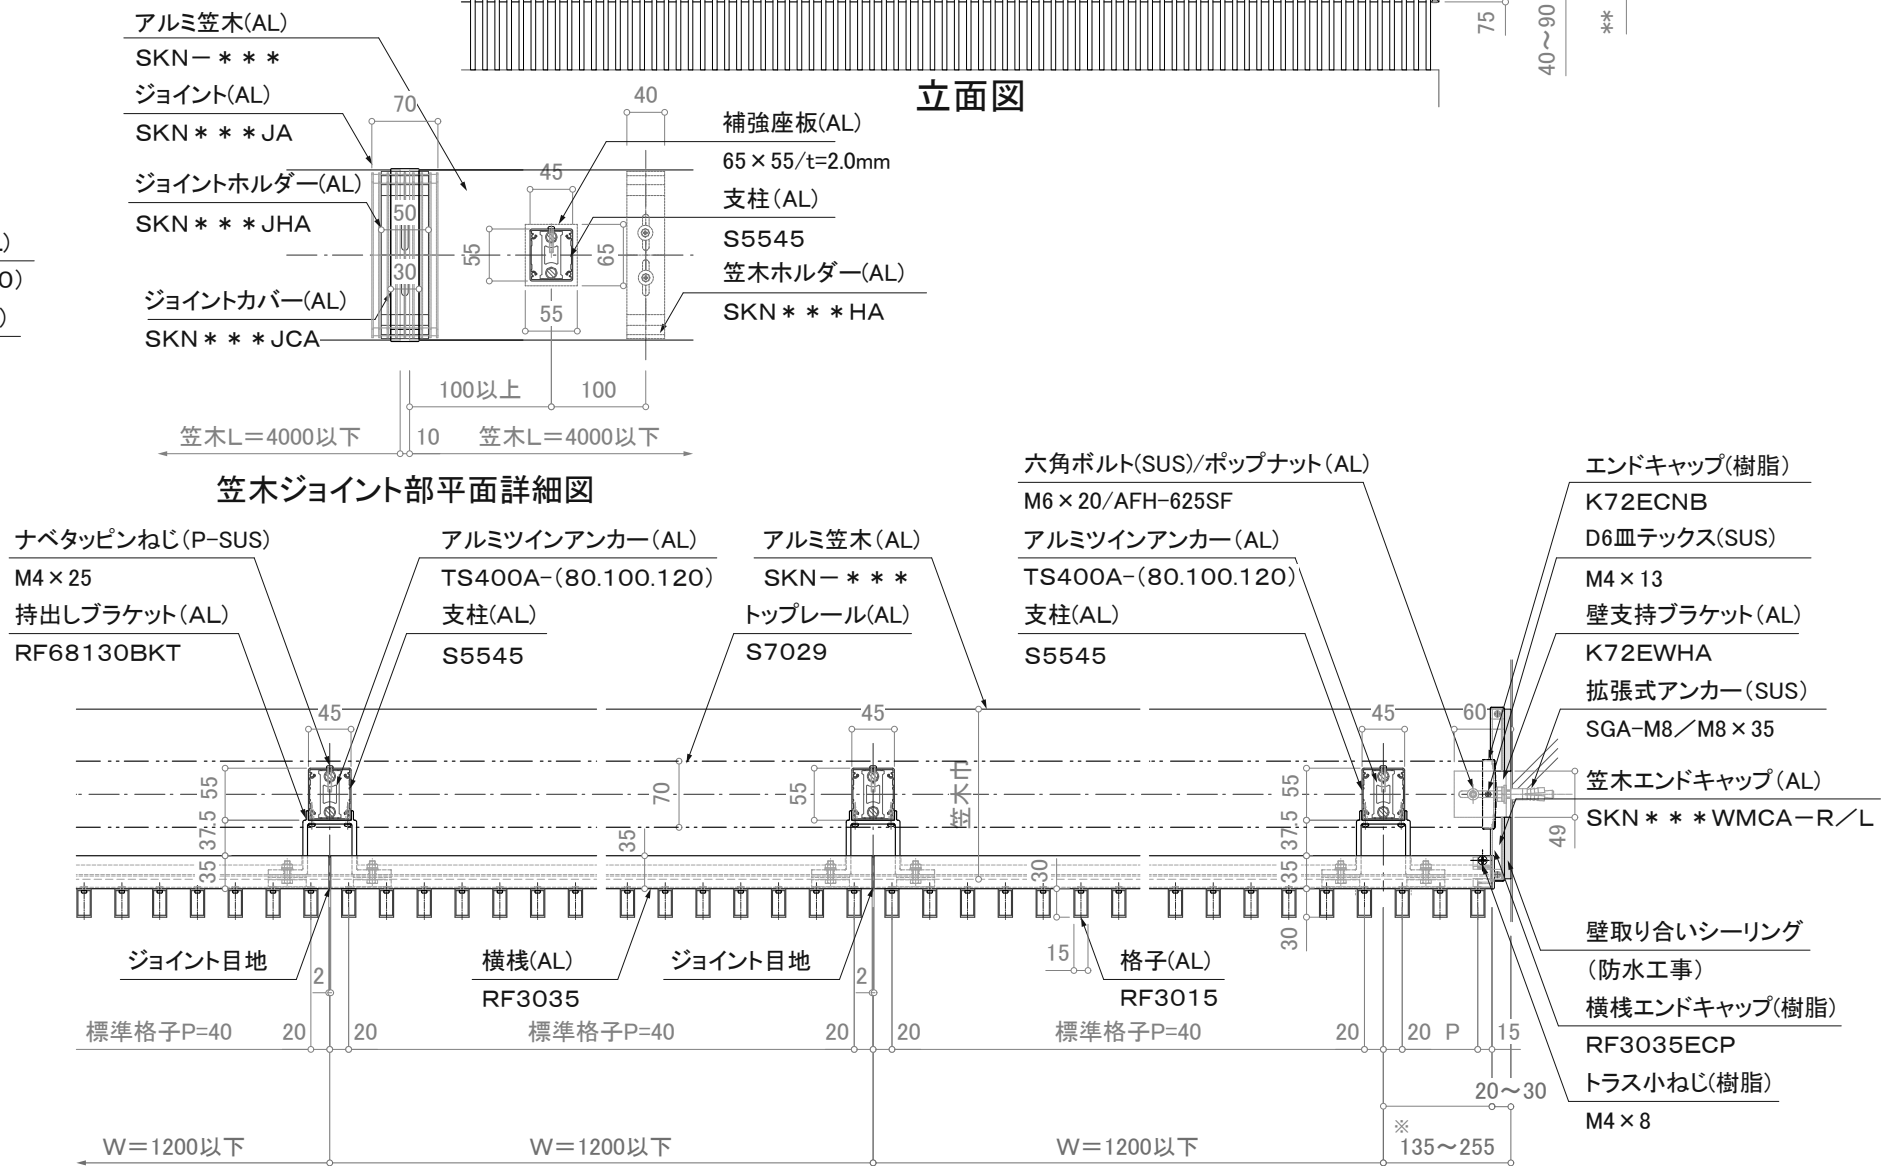 アルミ笠木(AL)
SKN－＊＊＊
ジョイント(AL)
SKN＊＊＊JA
ジョイントホルダー(AL)
SKN＊＊＊JHA
ジョイントカバー(AL)
SKN＊＊＊JCA
70
50
30
45
55
65
55
40
75
40～90
**
立面図
補強座板(AL)
65×55/t=2.0mm
支柱(AL)
S5545
笠木ホルダー(AL)
SKN＊＊＊HA
L)
0)
)
100以上
100
笠木L＝4000以下
10
笠木L＝4000以下
笠木ジョイント部平面詳細図
ナベタッピンねじ(P-SUS)
M4×25
持出しブラケット(AL)
RF68130BKT
アルミツインアンカー(AL)
TS400A-(80.100.120)
支柱(AL)
S5545
アルミ笠木(AL)
SKN－＊＊＊
トップレール(AL)
S7029
六角ボルト(SUS)/ポップナット(AL)
M6×20/AFH-625SF
アルミツインアンカー(AL)
TS400A-(80.100.120)
支柱(AL)
S5545
エンドキャップ(樹脂)
K72ECNB
D6皿テックス(SUS)
M4×13
壁支持ブラケット(AL)
K72EWHA
拡張式アンカー(SUS)
SGA-M8／M8×35
笠木エンドキャップ(AL)
SKN＊＊＊WMCA－R／L
壁取り合いシーリング
(防水工事)
横桟エンドキャップ(樹脂)
RF3035ECP
トラス小ねじ(樹脂)
M4×8
45
55
37.5
35
70
35
45
55
笠木巾
30
45
55
37.5
35
30
60
49
ジョイント目地
2
横桟(AL)
RF3035
ジョイント目地
2
15
格子(AL)
RF3015
標準格子P=40
20
20
標準格子P=40
20
20
標準格子P=40
20
20
P
15
20～30
W＝1200以下
W＝1200以下
W＝1200以下
※
135～255